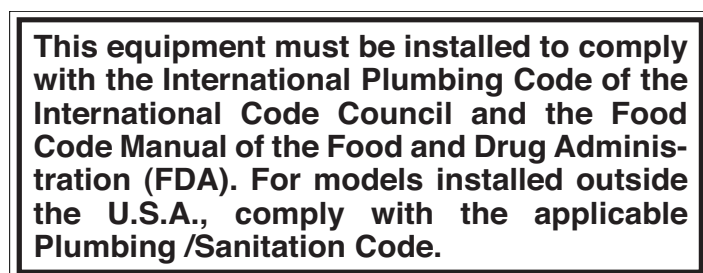 This equipment must be installed to comply
with the International Plumbing Code of the
International Code Council and the Food
Code Manual of the Food and Drug Adminis-
tration (FDA). For models installed outside
the U.S.A., comply with the applicable
Plumbing /Sanitation Code.